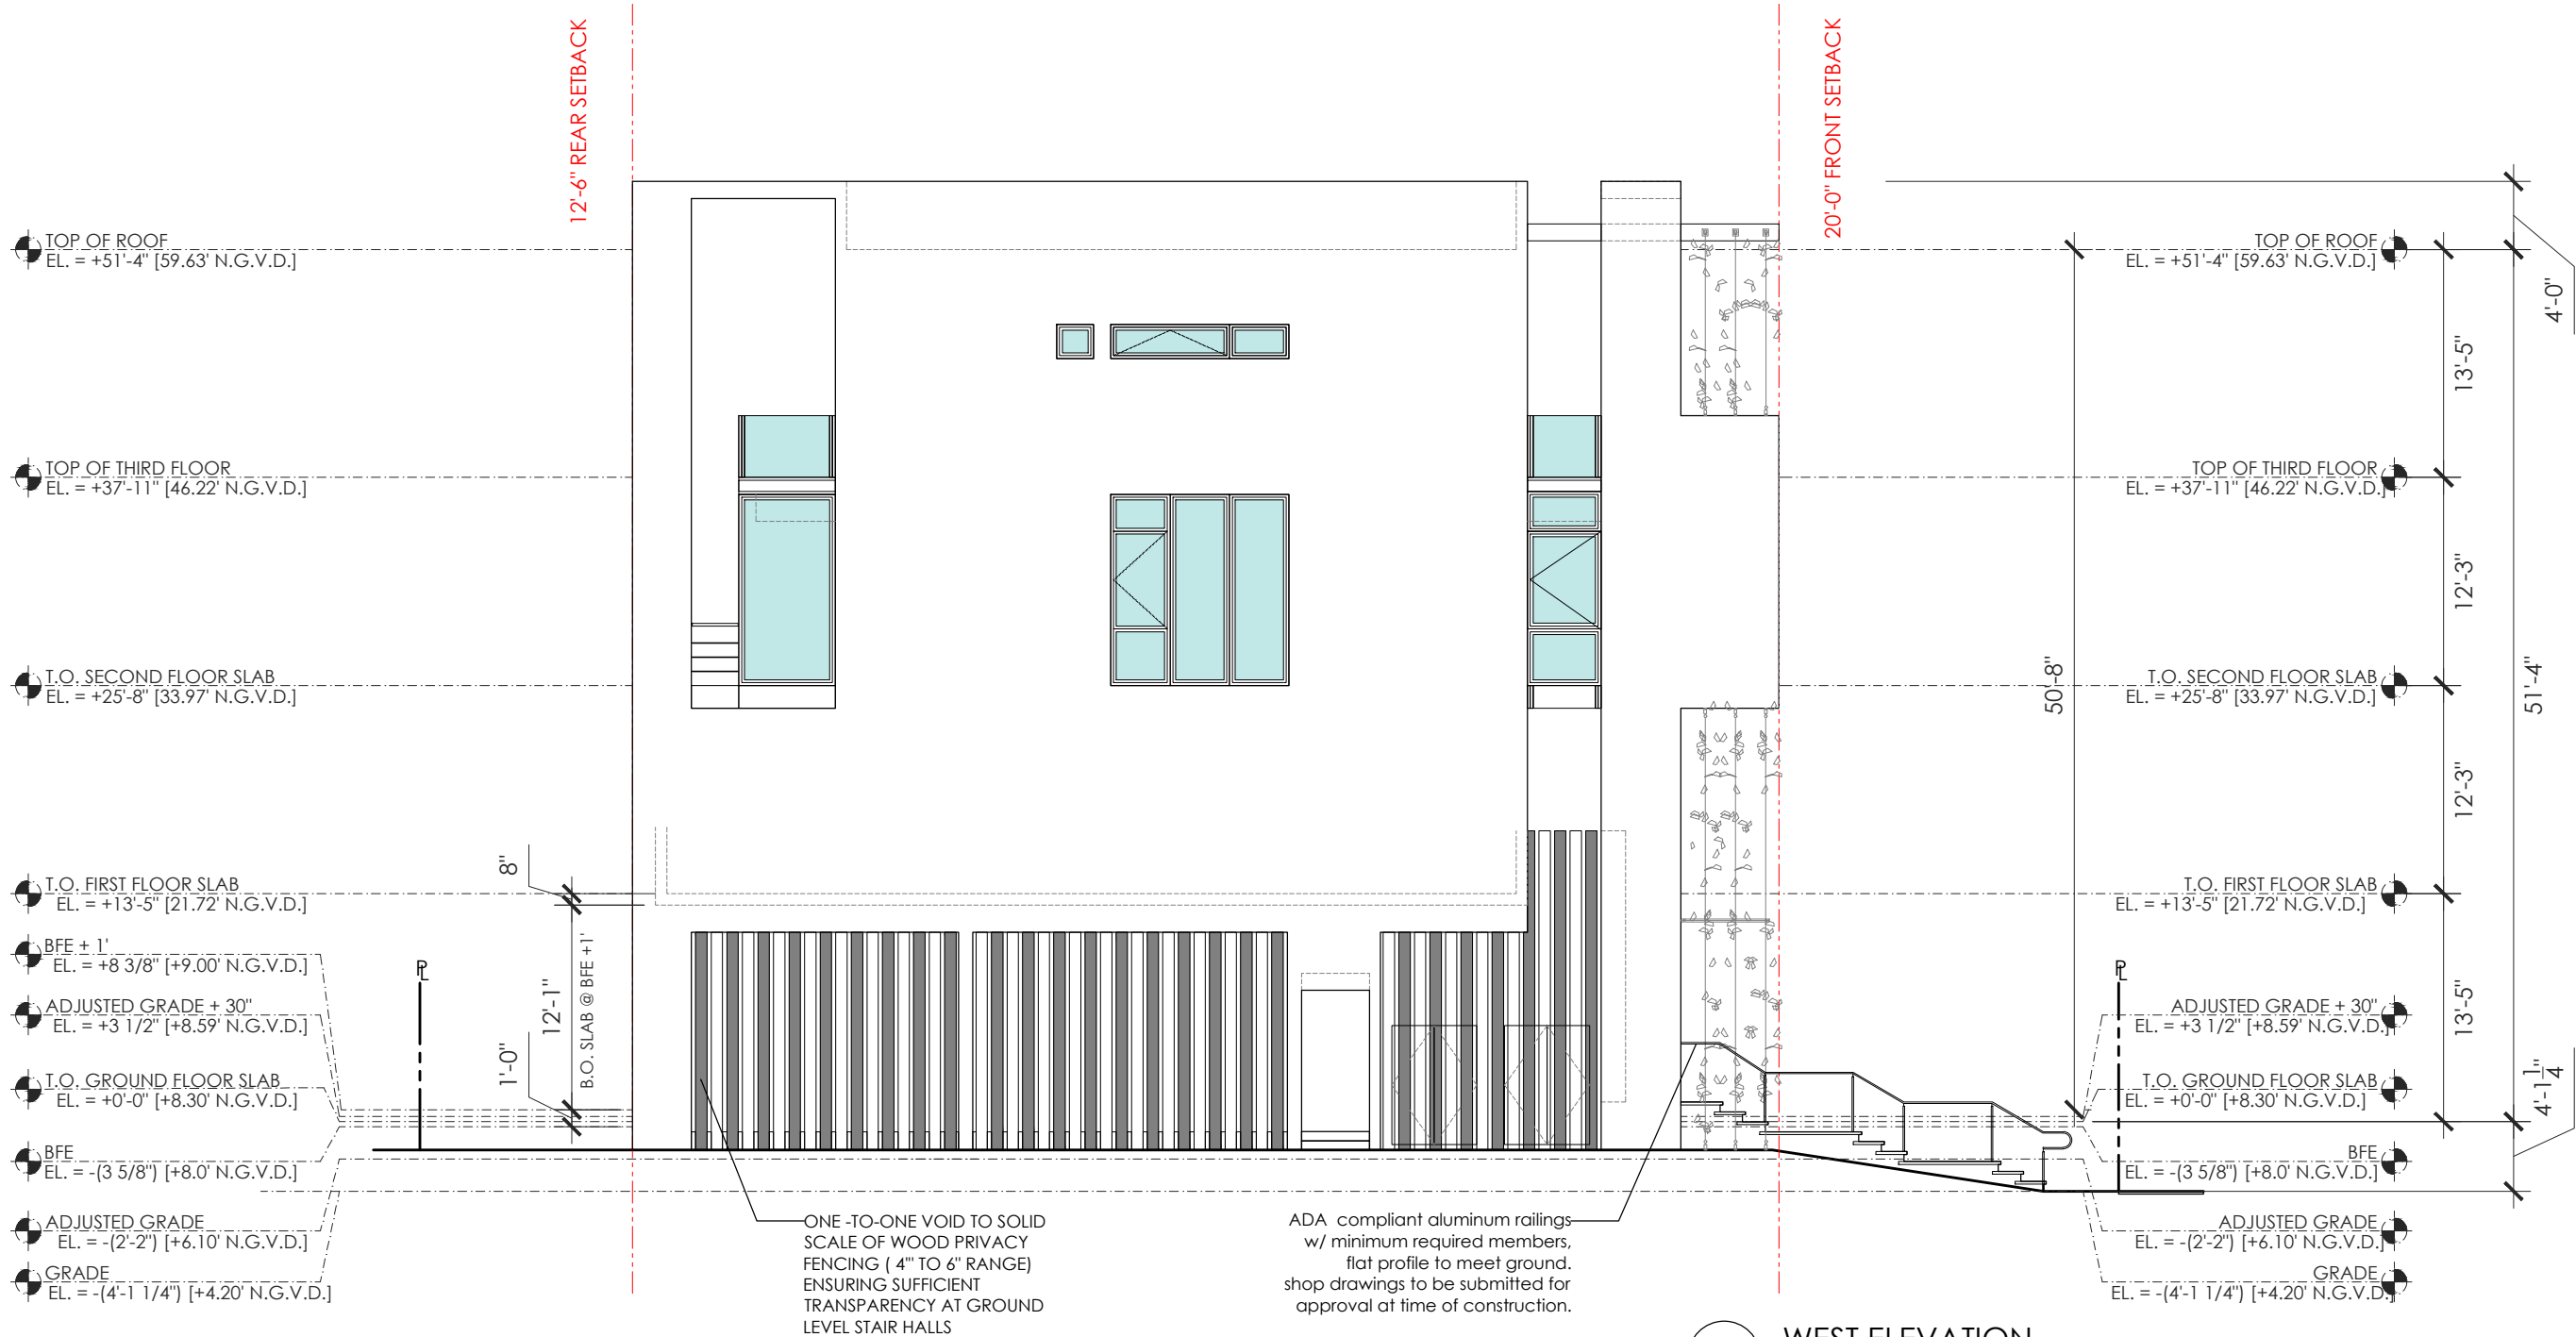 12'-6" REAR SETBACK
20'-0" FRONT SETBACK
TOP OF ROOF
EL. = +51'-4" [59.63' N.G.V.D.]
TOP OF THIRD FLOOR
EL. = +37'-11" [46.22' N.G.V.D.]
T.O. SECOND FLOOR SLAB
EL. = +25'-8" [33.97' N.G.V.D.]
T.O. FIRST FLOOR SLAB
EL. = +13'-5" [21.72' N.G.V.D.]
BFE + 1'
EL. = +8 3/8" [+9.00' N.G.V.D.]
ADJUSTED GRADE + 30"
EL. = +3 1/2" [+8.59' N.G.V.D.]
T.O. GROUND FLOOR SLAB
EL. = +0'-0" [+8.30' N.G.V.D.]
BFE
EL. = -(3 5/8") [+8.0' N.G.V.D.]
ADJUSTED GRADE
EL. = -(2'-2") [+6.10' N.G.V.D.]
GRADE
EL. = -(4'-1 1/4") [+4.20' N.G.V.D.]
PL
8"
12'-1"
1'-0"
B.O. SLAB @ BFE +1'
ONE -TO-ONE VOID TO SOLID
SCALE OF WOOD PRIVACY
FENCING ( 4" TO 6" RANGE)
ENSURING SUFFICIENT
TRANSPARENCY AT GROUND
LEVEL STAIR HALLS
ADA compliant aluminum railings
w/ minimum required members,
flat profile to meet ground.
shop drawings to be submitted for
approval at time of construction.
WEST ELEVATION
PL
TOP OF ROOF
EL. = +51'-4" [59.63' N.G.V.D.]
TOP OF THIRD FLOOR
EL. = +37'-11" [46.22' N.G.V.D.]
T.O. SECOND FLOOR SLAB
EL. = +25'-8" [33.97' N.G.V.D.]
T.O. FIRST FLOOR SLAB
EL. = +13'-5" [21.72' N.G.V.D.]
ADJUSTED GRADE + 30"
EL. = +3 1/2" [+8.59' N.G.V.D.]
T.O. GROUND FLOOR SLAB
EL. = +0'-0" [+8.30' N.G.V.D.]
BFE
EL. = -(3 5/8") [+8.0' N.G.V.D.]
ADJUSTED GRADE
EL. = -(2'-2") [+6.10' N.G.V.D.]
GRADE
EL. = -(4'-1 1/4") [+4.20' N.G.V.D.]
50'-8"
13'-5"
12'-3"
12'-3"
13'-5"
4'-0"
51'-4"
4'-1 1/4"